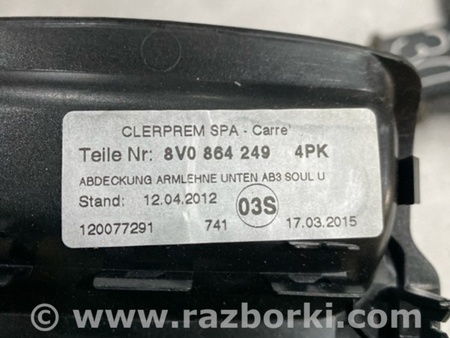 CLERPREM SPA - Carre'
Teile Nr: 8V0 864 249 4PK
ABDECKUNG ARMLEHNE UNTEN AB3 SOUL U
Stand: 12.04.2012 03S
120077291 741 17.03.2015
www.razborki.com